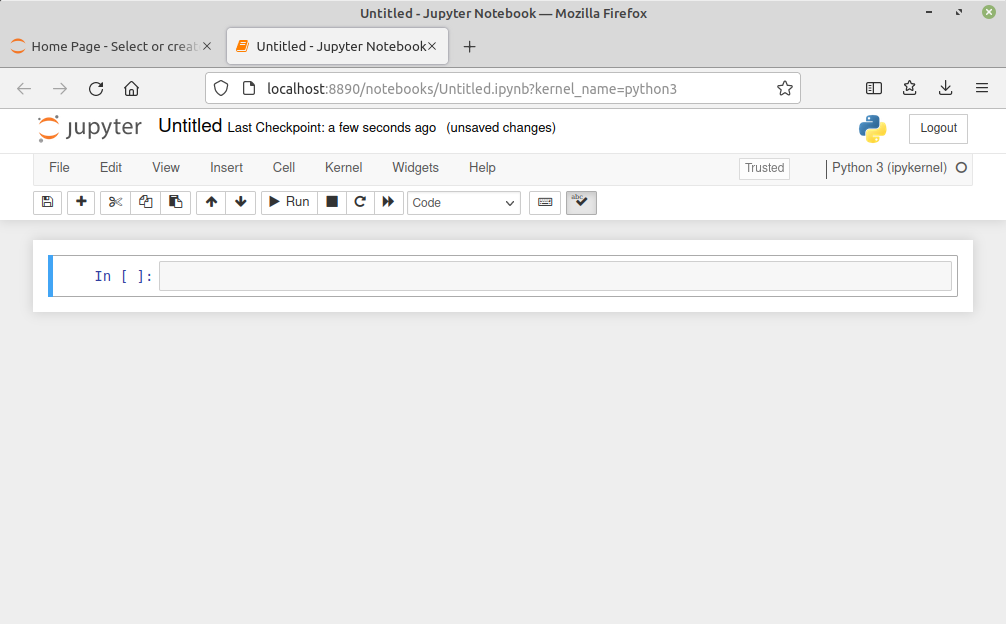 Untitled - Jupyter Notebook — Mozilla Firefox
Home Page - Select or creat
Untitled - Jupyter Notebook
localhost:8890/notebooks/Untitled.ipynb?kernel_name=python3
jupyter Untitled Last Checkpoint: a few seconds ago (unsaved changes) Logout
File Edit View Insert Cell Kernel Widgets Help Trusted Python 3 (ipykernel)
Run Code abc
In [ ]: